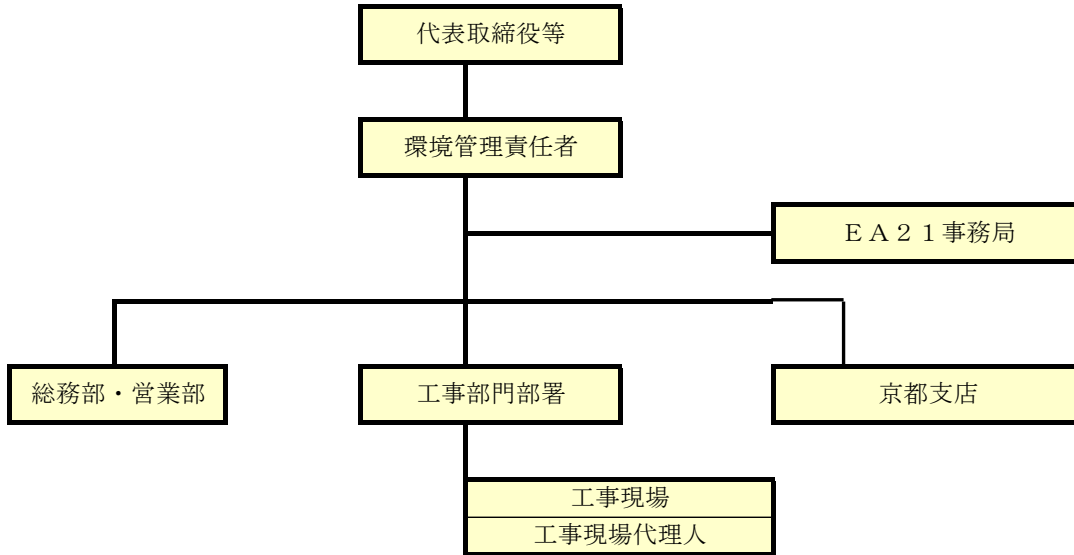 代表取締役等
環境管理責任者
ＥＡ２１事務局
総務部・営業部
工事部門部署
京都支店
工事現場
工事現場代理人